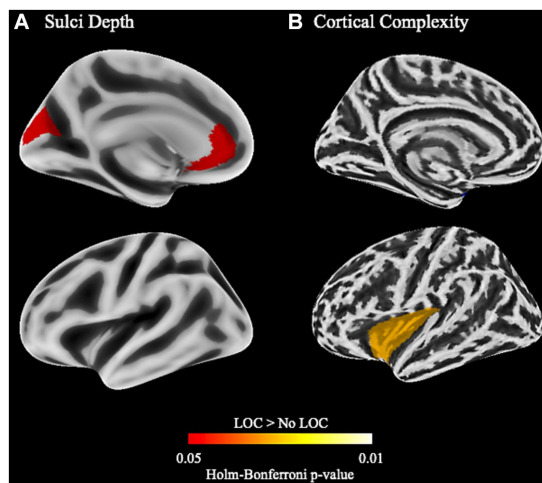 A Sulci Depth
B Cortical Complexity
LOC > No LOC
0.05 0.01
Holm-Bonferroni p-value